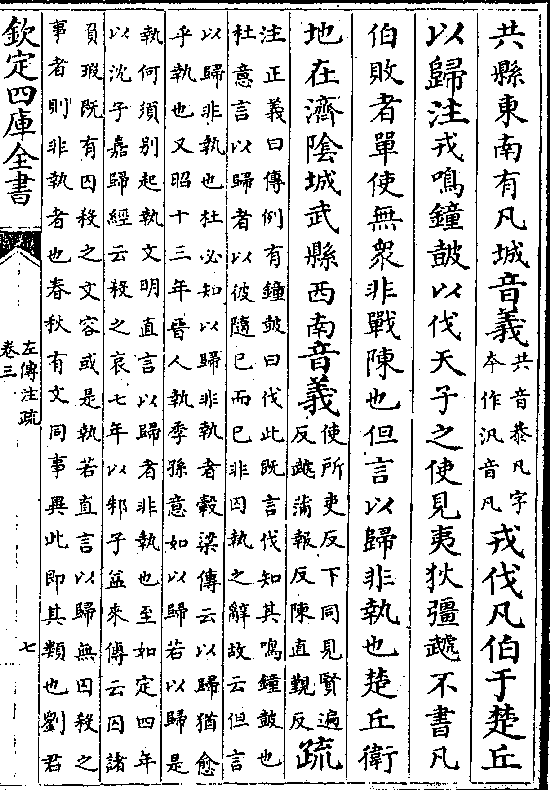 共縣東南有凡城音義共音恭凡字
本作汎音凡戎伐凡伯于楚丘
以歸注戎鳴鐘鼓以伐天子之使見夷狄彊虣不書凡
伯敗者單使無衆非戰陳也但言以歸非執也楚丘衛
地在濟陰城武縣西南音義使所吏反下同見賢遍
反虣蒲報反陳直覲反疏
注正義曰傳例有鐘鼓曰伐此既言伐知其鳴鐘鼓也
杜意言以歸者以彼隨已而已非囚執之辭故云但言
以歸非執也杜必知以歸非執者穀梁傳云以歸猶愈
乎執也又昭十三年晉人執季孫意如以歸若以歸是
執何須别起執文明直言以歸者非執也至如定四年
以沈子嘉歸經云殺之哀七年以邾子益來傳云囚諸
負瑕既有囚殺之文容或是執若直言以歸無囚殺之
事者則非執者也春秋有文同事異此即其類也劉君
欽定四庫全書
左傳注疏
卷三
七